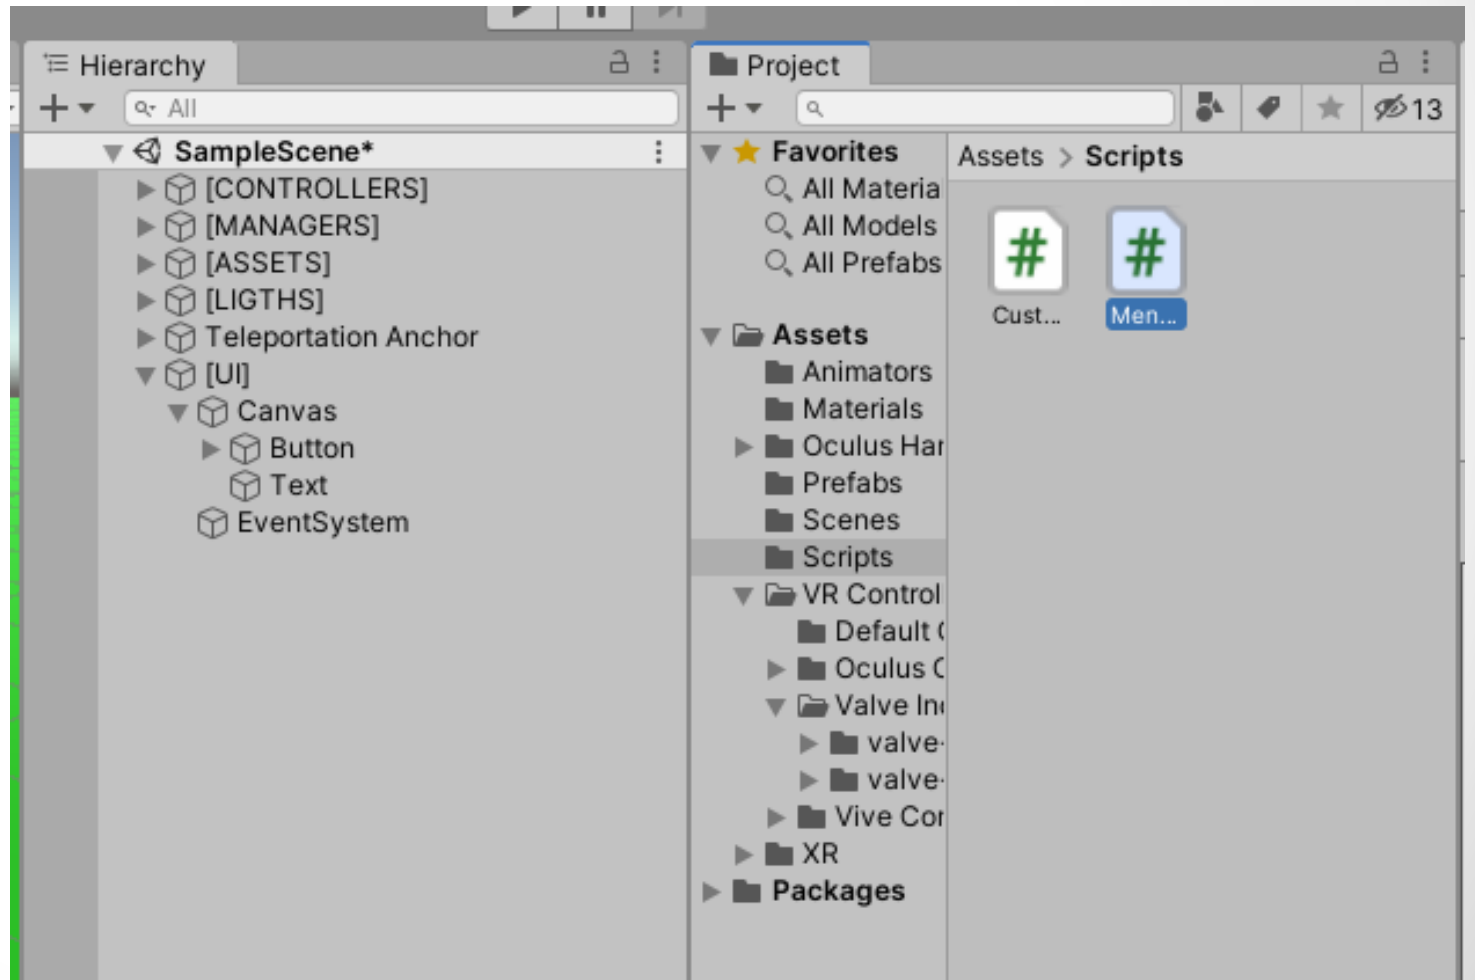 Hierarchy
All
SampleScene*
[CONTROLLERS]
[MANAGERS]
[ASSETS]
[LIGTHS]
Teleportation Anchor
[UI]
Canvas
Button
Text
EventSystem
Project
13
Favorites
All Materia
All Models
All Prefabs
Assets
Animators
Materials
Oculus Har
Prefabs
Scenes
Scripts
VR Control
Default
Oculus
Valve Ind
valve-
valve-
Vive Cor
XR
Packages
Assets > Scripts
# #
Cust... Men...